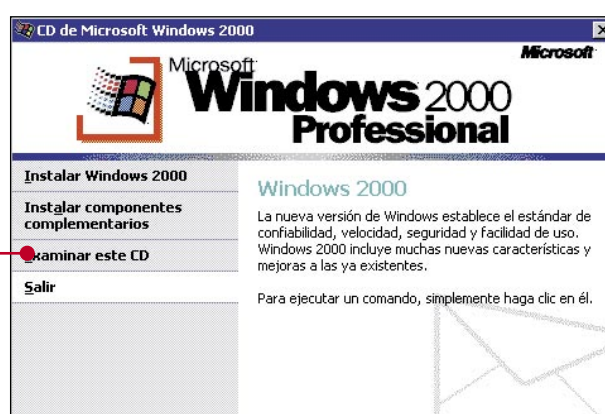 CD de Microsoft Windows 2000
Microsoft
Microsoft
Windows 2000
Professional
Instalar Windows 2000
Instalar componentes
complementarios
Examinar este CD
Salir
Windows 2000
La nueva versión de Windows establece el estándar de
confiabilidad, velocidad, seguridad y facilidad de uso.
Windows 2000 incluye muchas nuevas características y
mejoras a las ya existentes.
Para ejecutar un comando, simplemente haga clic en él.